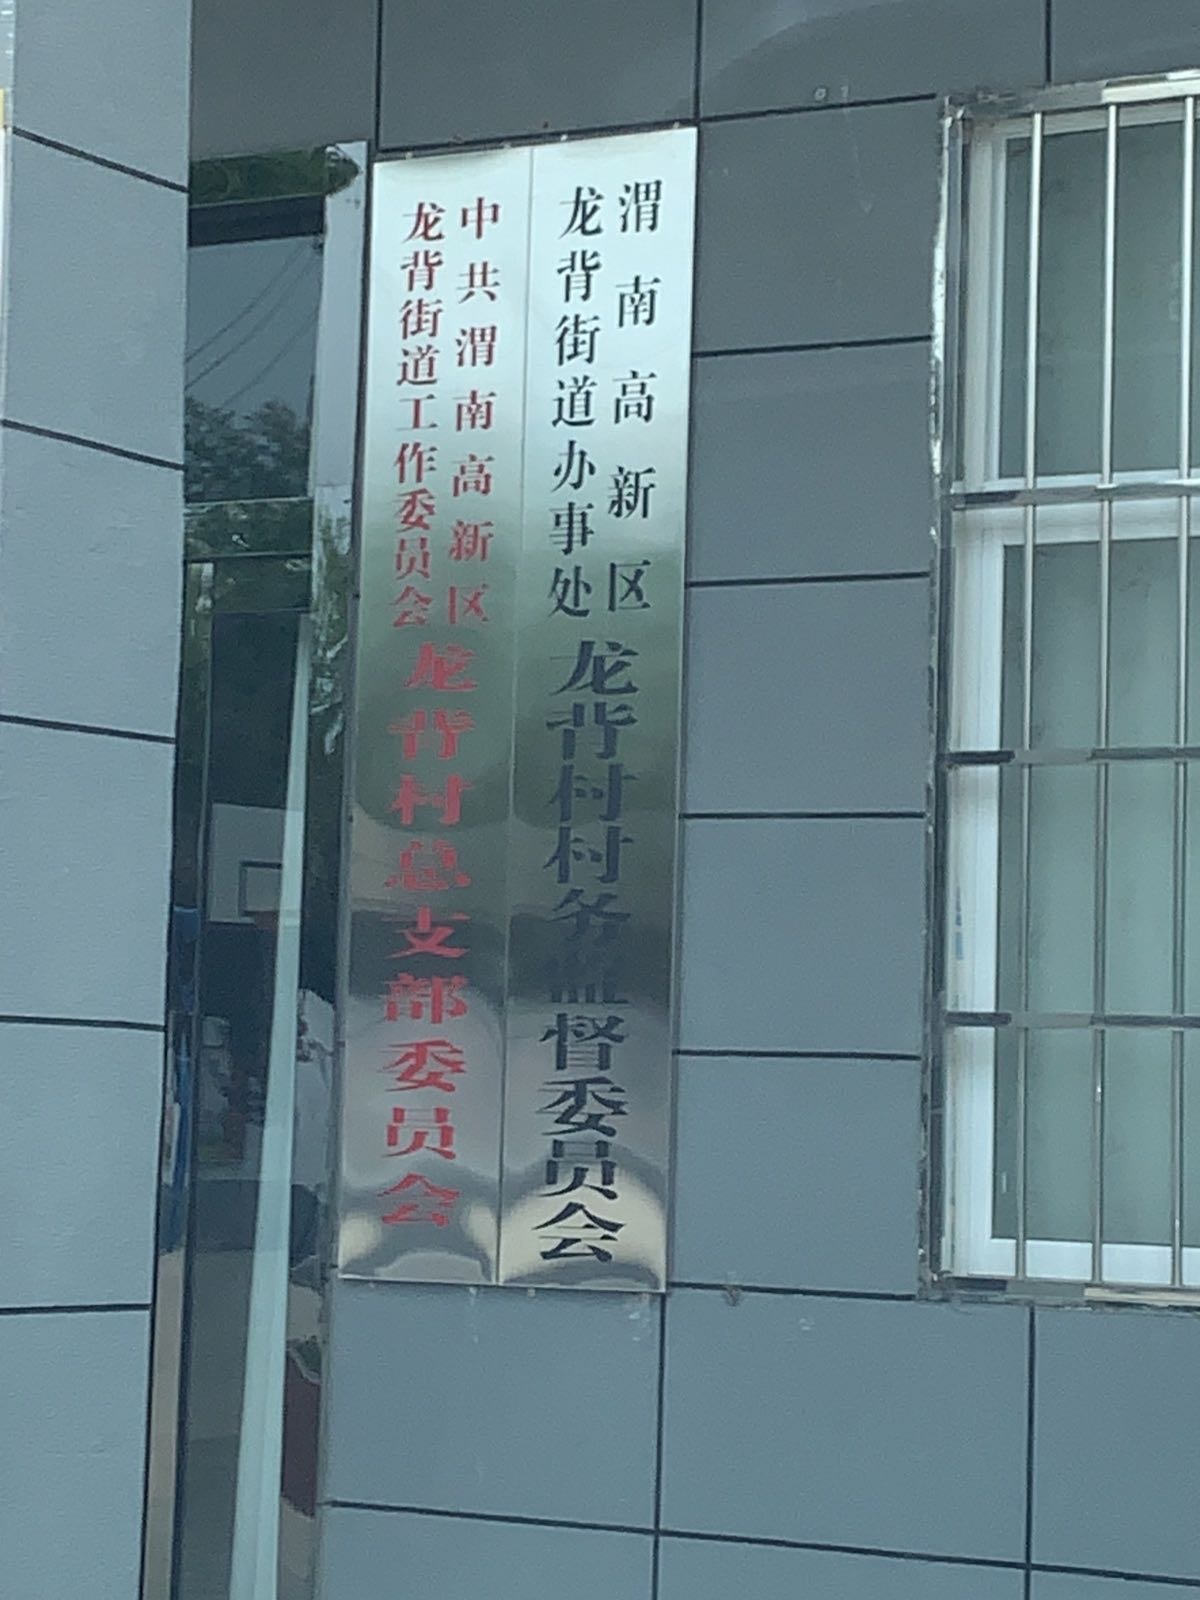 渭南高新区
龙背街道办事处
龙背村村务监督委员会
中共渭南高新区
龙背街道工作委员会
龙背村总支部委员会